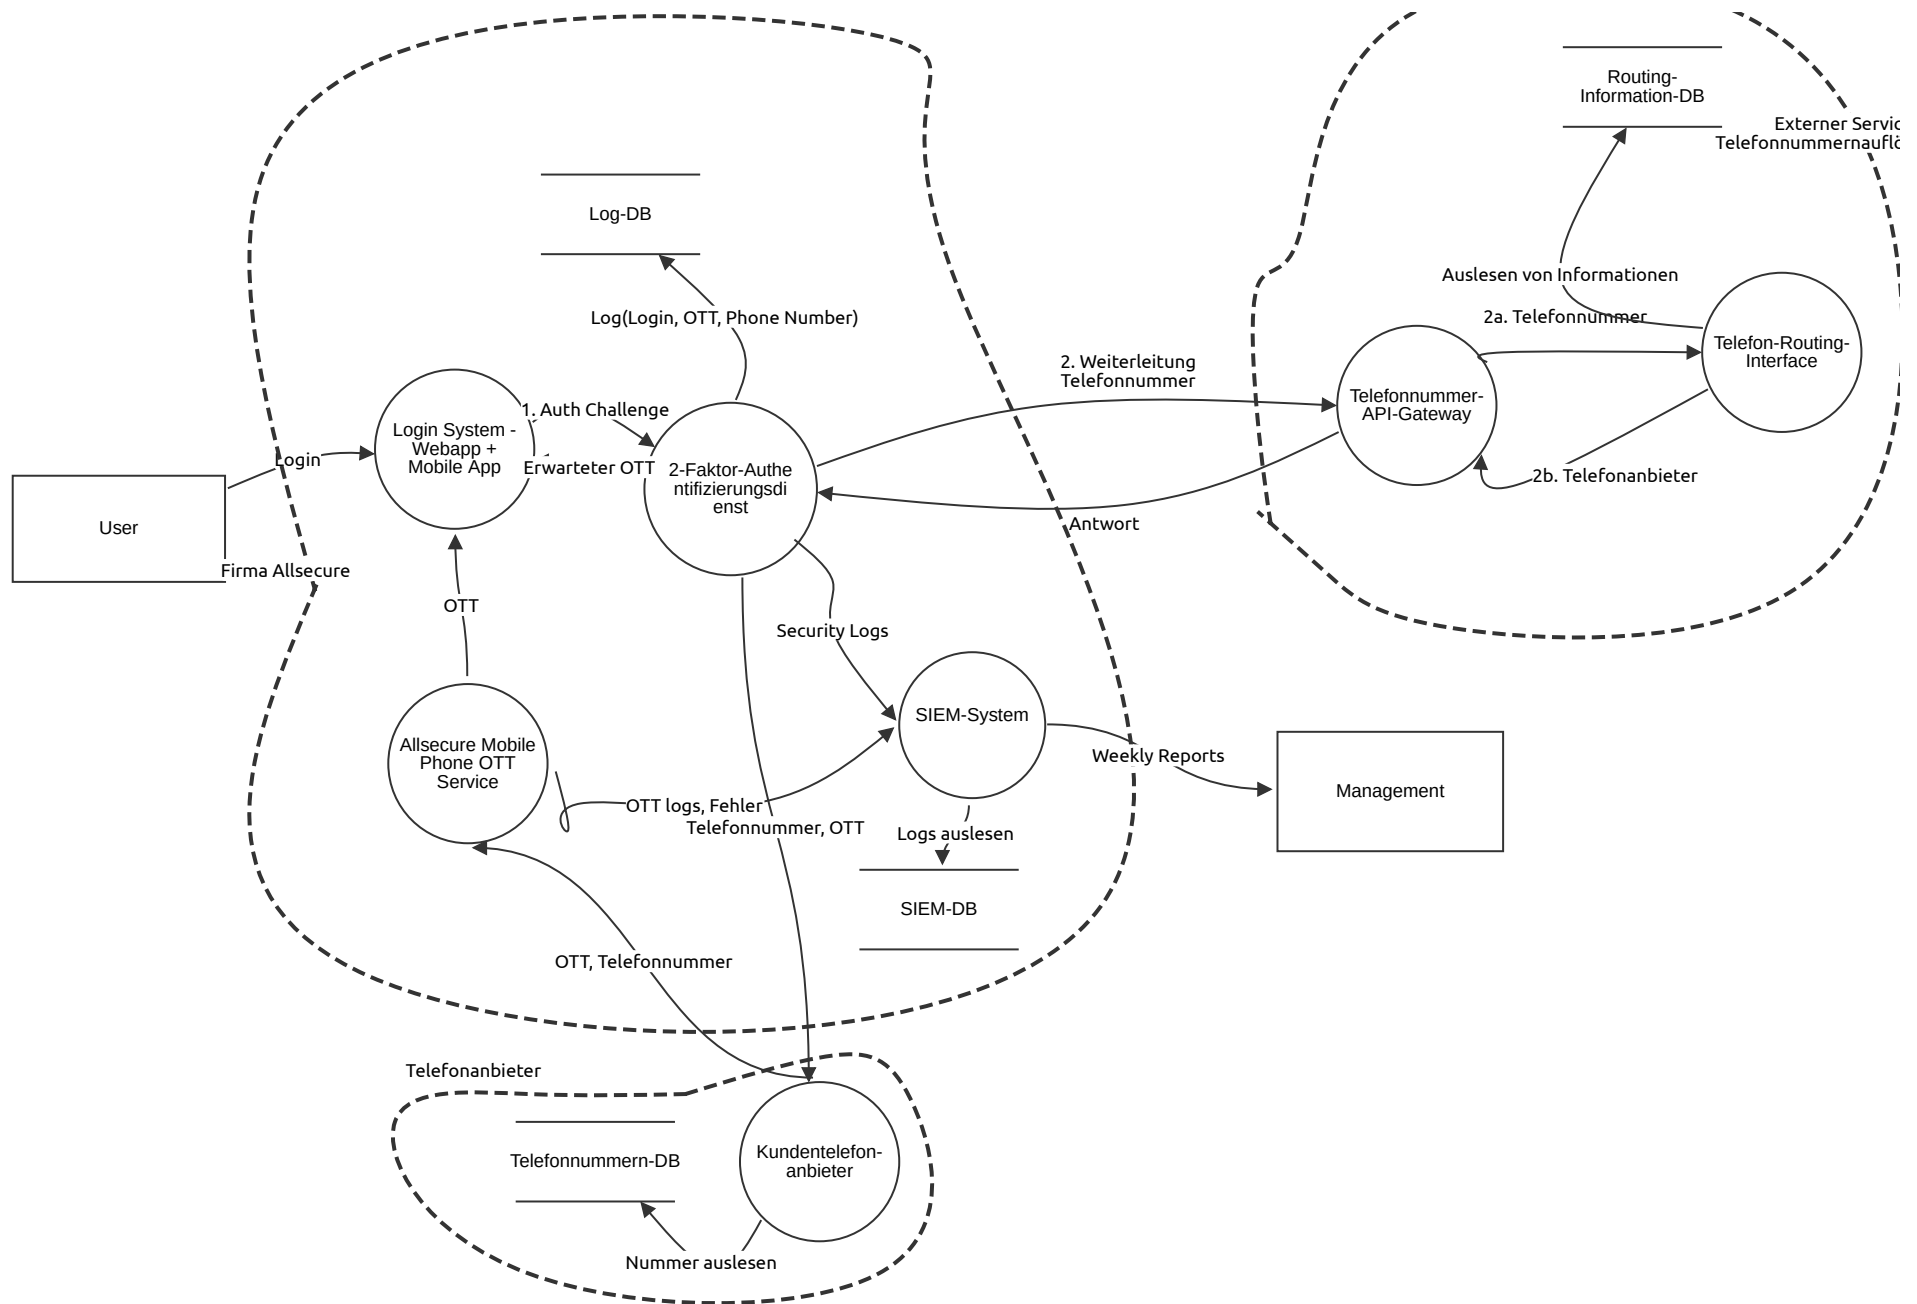 Routing-
Information-DB
Externer Servic
Telefonnummernauflö
Log-DB
Auslesen von Informationen
Log(Login, OTT, Phone Number)
2a. Telefonnummer
Telefon-Routing-
Interface
2. Weiterleitung
Telefonnummer
Telefonnummer-
API-Gateway
1. Auth Challenge
Login System -
Webapp +
Mobile App
Login
Erwarteter OTT
2-Faktor-Authe
ntifizierungsdi
enst
2b. Telefonanbieter
User
Antwort
Firma Allsecure
OTT
Security Logs
SIEM-System
Allsecure Mobile
Phone OTT
Service
Weekly Reports
Management
OTT logs, Fehler
Telefonnummer, OTT
Logs auslesen
SIEM-DB
OTT, Telefonnummer
Telefonanbieter
Telefonnummern-DB
Kundentelefon-
anbieter
Nummer auslesen